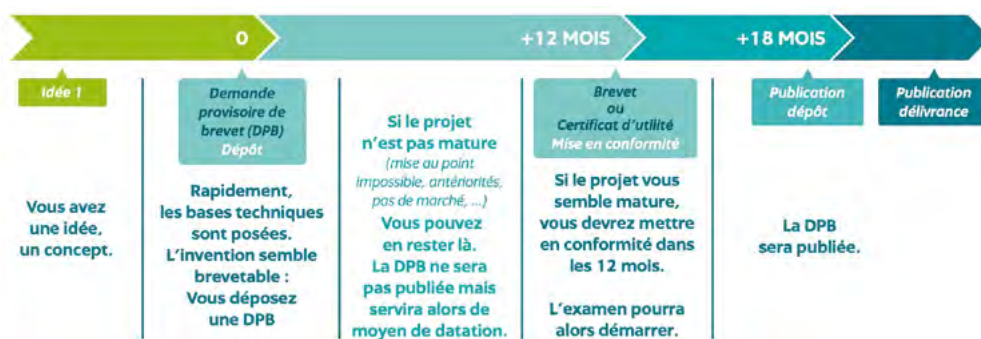 0
+12 MOIS
+18 MOIS
Idée 1
Demande
provisoire de
brevet (DPB)
Dépôt
Brevet
ou
Certificat d'utilité
Mise en conformité
Publication
dépôt
Publication
délivrance
Vous avez
une idée,
un concept.
Rapidement,
les bases techniques
sont posées.
L'invention semble
brevetable :
Vous déposez
une DPB
Si le projet
n'est pas mature
(mise au point
impossible, antériorités,
pas de marché, ...)
Vous pouvez
en rester là.
La DPB ne sera
pas publiée mais
servira alors de
moyen de datation.
Si le projet vous
semble mature,
vous devrez mettre
en conformité dans
les 12 mois.
L'examen pourra
alors démarrer.
La DPB
sera publiée.